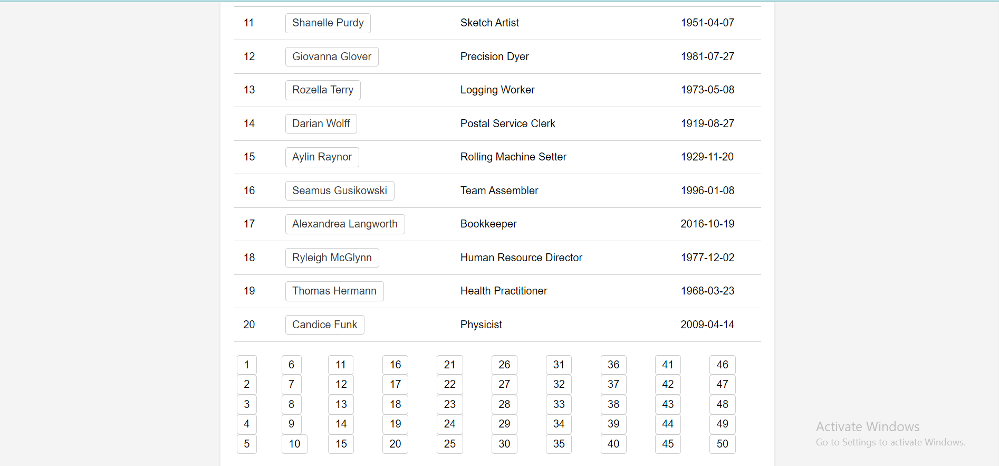 11 Shanelle Purdy Sketch Artist 1951-04-07
12 Giovanna Glover Precision Dyer 1981-07-27
13 Rozella Terry Logging Worker 1973-05-08
14 Darian Wolff Postal Service Clerk 1919-08-27
15 Aylin Raynor Rolling Machine Setter 1929-11-20
16 Seamus Gusikowski Team Assembler 1996-01-08
17 Alexandrea Langworth Bookkeeper 2016-10-19
18 Ryleigh McGlynn Human Resource Director 1977-12-02
19 Thomas Hermann Health Practitioner 1968-03-23
20 Candice Funk Physicist 2009-04-14
1 6 11 16 21 26 31 36 41 46
2 7 12 17 22 27 32 37 42 47
3 8 13 18 23 28 33 38 43 48
4 9 14 19 24 29 34 39 44 49
5 10 15 20 25 30 35 40 45 50
Activate Windows
Go to Settings to activate Windows.